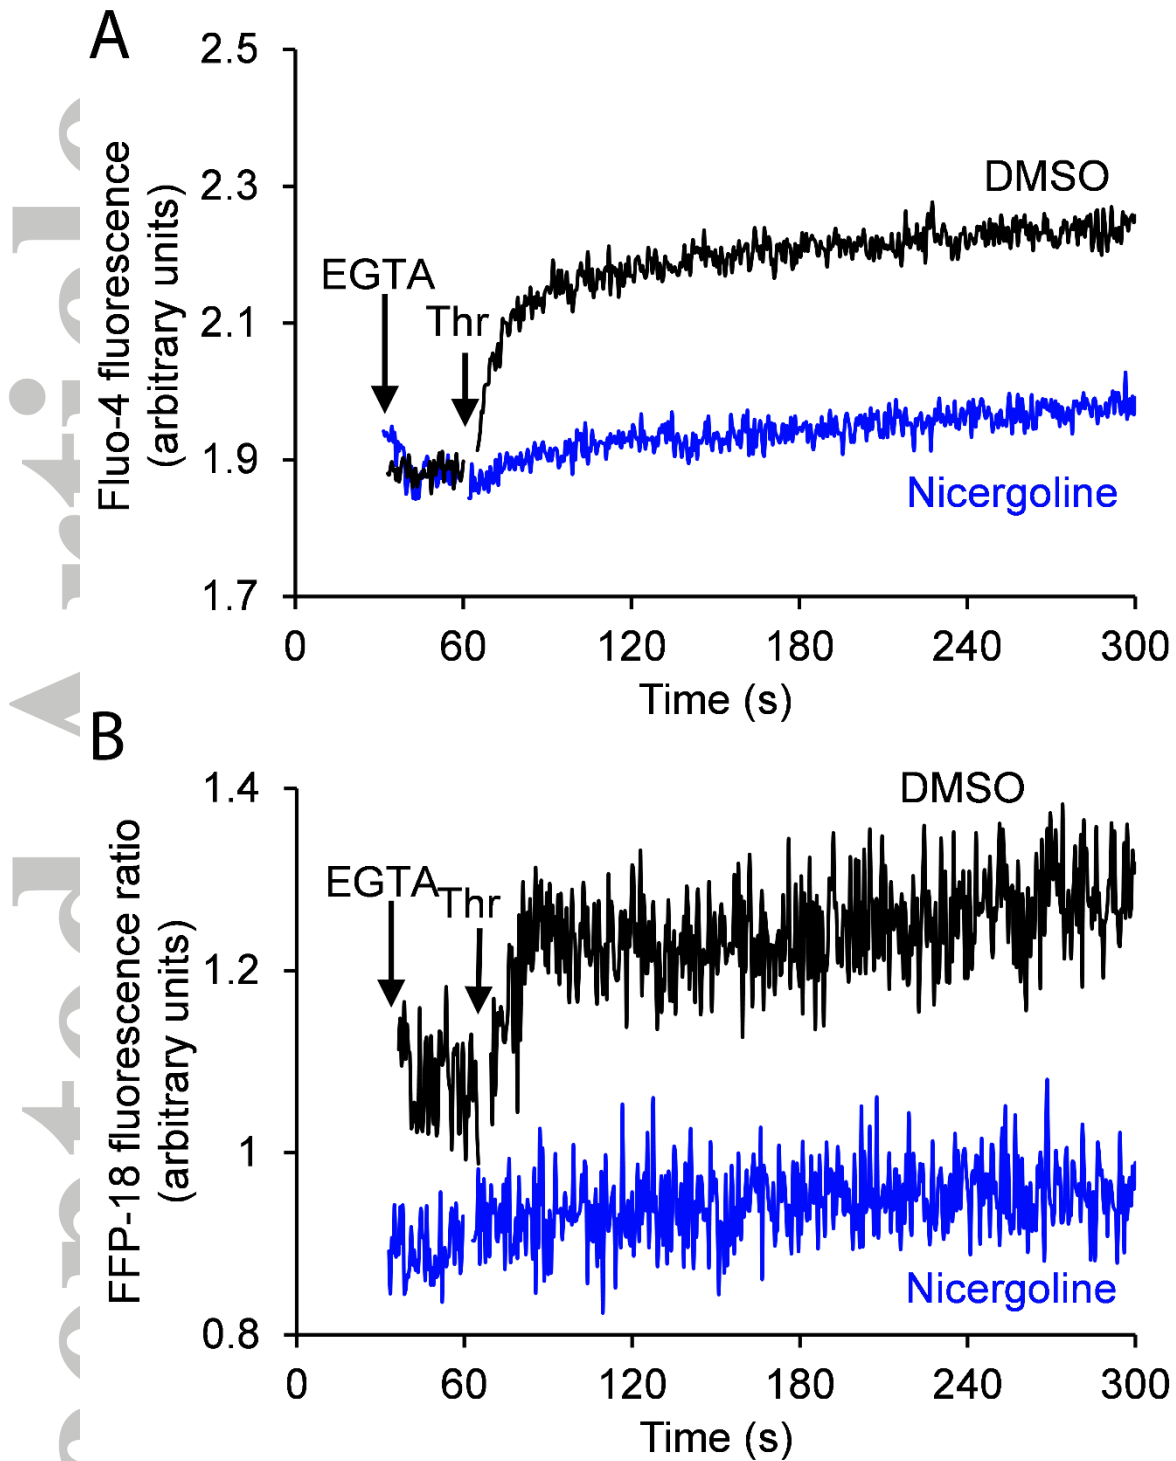 A
2.5
2.3
2.1
1.9
1.7
Fluo-4 fluorescence
(arbitrary units)
EGTA
Thr
DMSO
Nicergoline
0 60 120 180 240 300
Time (s)
B
1.4
1.2
1
0.8
FFP-18 fluorescence ratio
(arbitrary units)
EGTA
Thr
DMSO
Nicergoline
0 60 120 180 240 300
Time (s)